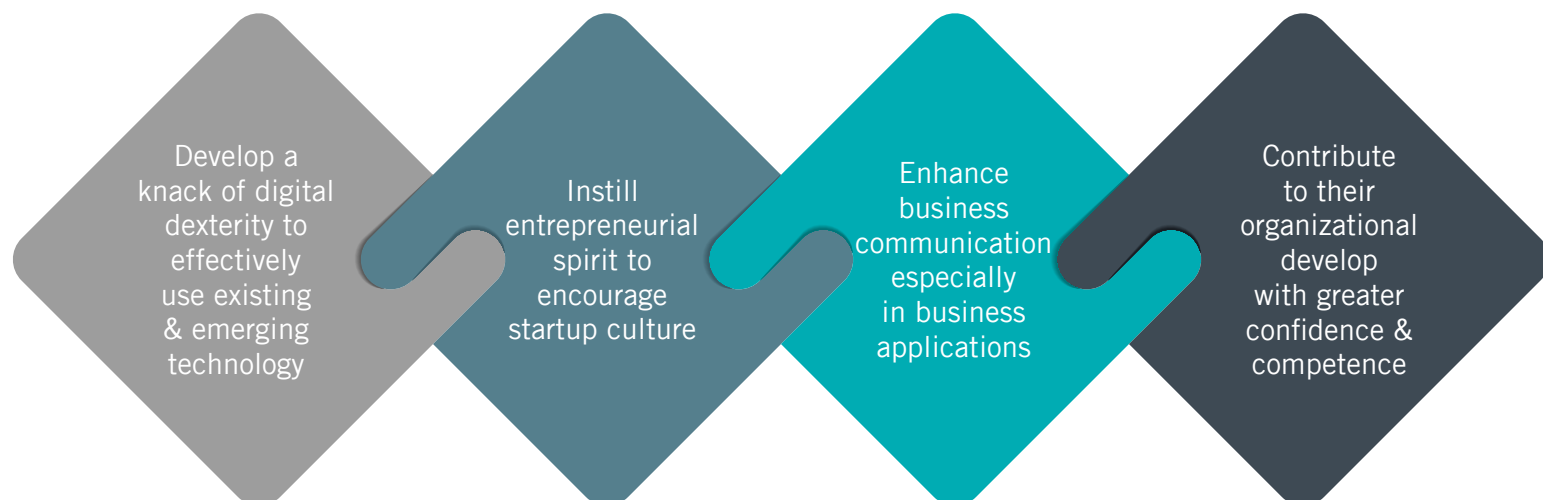 Develop a
knack of digital
dexterity to
effectively
use existing
& emerging
technology
Instill
entrepreneurial
spirit to
encourage
startup culture
Enhance
business
communication
especially
in business
applications
Contribute
to their
organizational
develop
with greater
confidence &
competence